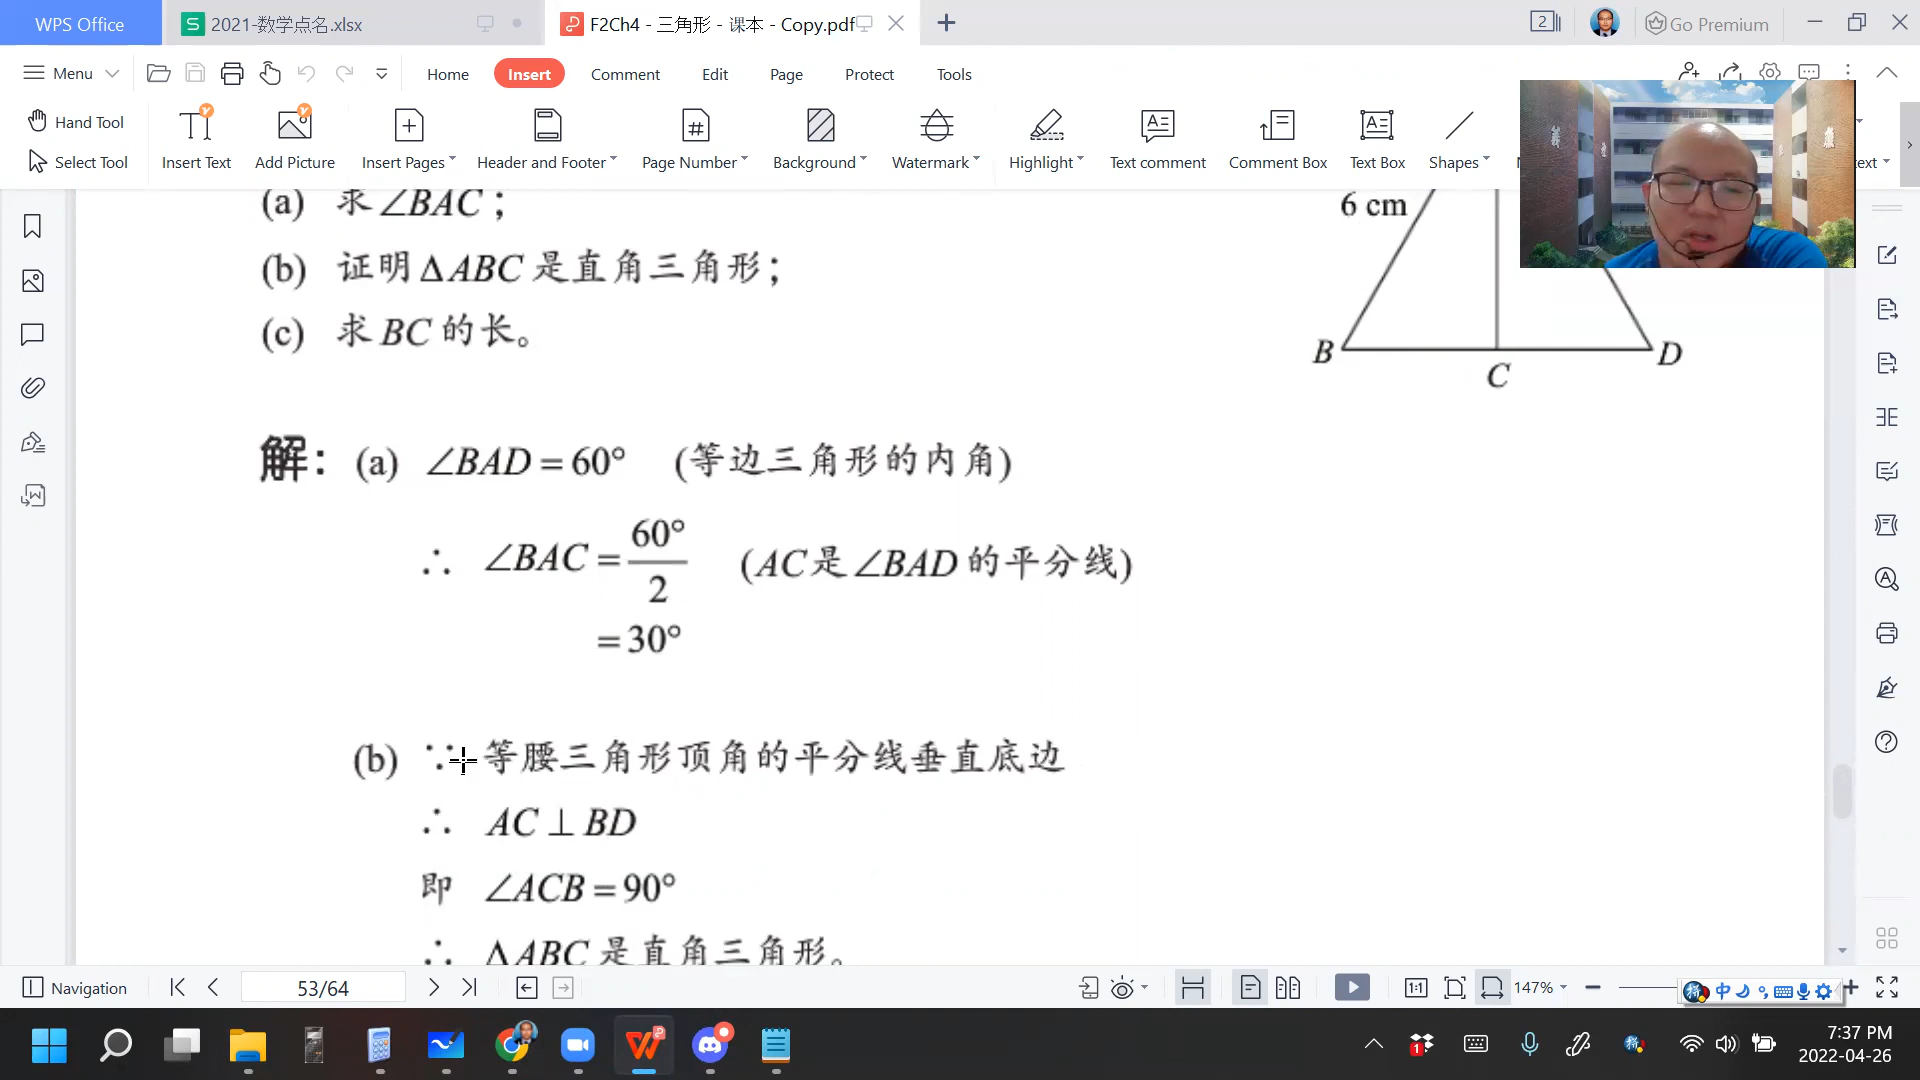 WPS Office
2021-数学点名.xlsx
F2Ch4 - 三角形 - 课本 - Copy.pdf
2
Go Premium
Menu
Home
Insert
Comment
Edit
Page
Protect
Tools
Hand Tool
Select Tool
Insert Text
Add Picture
Insert Pages
Header and Footer
Page Number
Background
Watermark
Highlight
Text comment
Comment Box
Text Box
Shapes
(a) 求∠BAC；
(b) 证明ΔABC是直角三角形；
(c) 求BC的长。
6 cm
B
C
D
解：(a) ∠BAD = 60° (等边三角形的内角)
∴ ∠BAC = 60°/2 (AC是∠BAD的平分线)
= 30°
(b) ∵ 等腰三角形顶角的平分线垂直底边
∴ AC ⊥ BD
即 ∠ACB = 90°
∴ ΔABC是直角三角形。
Navigation
53/64
1:1
147%
中
7:37 PM
2022-04-26
1